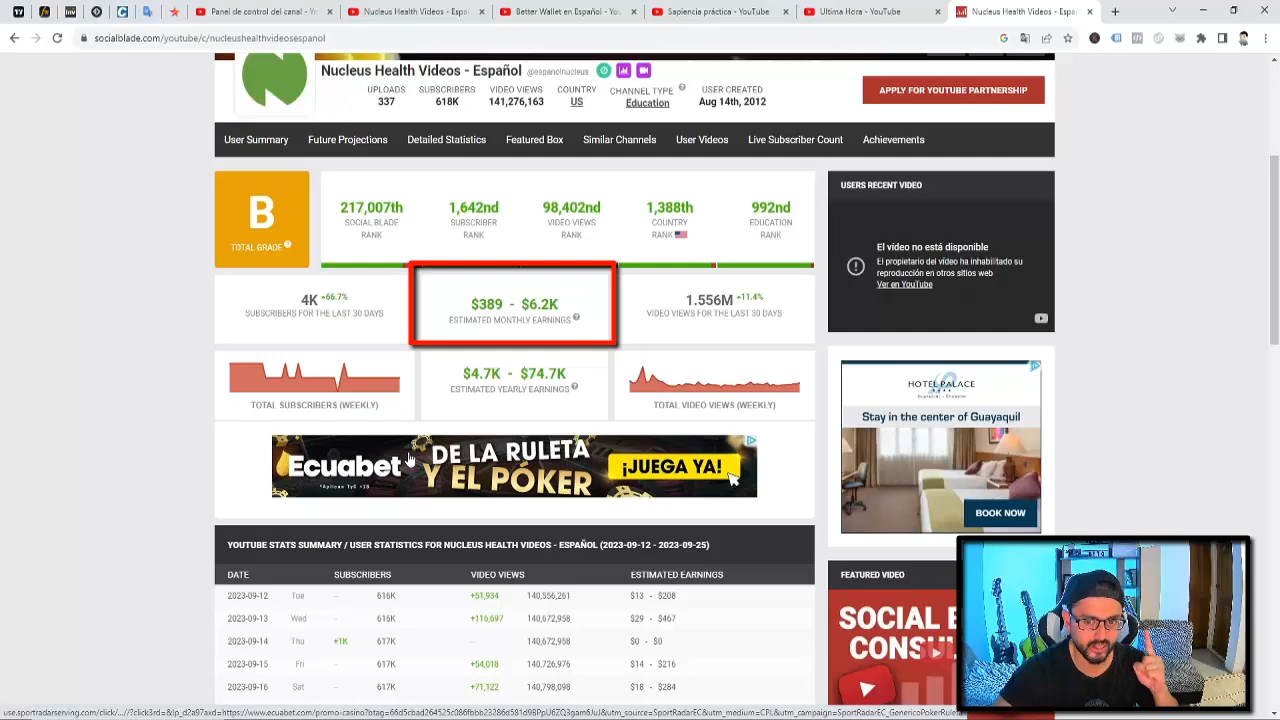 Panel de control del canal - Yo
Nucleus Health Videos - Españ
Better Wallet en Español - You
Sapiencia práctica - YouTube
Ultima Hora - YouTube
Nucleus Health Videos - Espa
socialblade.com/youtube/c/nucleushealthvideosespanol
Nucleus Health Videos - Español @espanolnucleus
UPLOADS
337
SUBSCRIBERS
618K
VIDEO VIEWS
141,276,163
COUNTRY
US
CHANNEL TYPE
Education
USER CREATED
Aug 14th, 2012
APPLY FOR YOUTUBE PARTNERSHIP
User Summary Future Projections Detailed Statistics Featured Box Similar Channels User Videos Live Subscriber Count Achievements
B
TOTAL GRADE
217,007th
SOCIAL BLADE
RANK
1,642nd
SUBSCRIBER
RANK
98,402nd
VIDEO VIEWS
RANK
1,388th
COUNTRY
RANK
992nd
EDUCATION
RANK
4K 66.7%
SUBSCRIBERS FOR THE LAST 30 DAYS
$389 - $6.2K
ESTIMATED MONTHLY EARNINGS
1.556M 11.4%
VIDEO VIEWS FOR THE LAST 30 DAYS
TOTAL SUBSCRIBERS (WEEKLY)
$4.7K - $74.7K
ESTIMATED YEARLY EARNINGS
TOTAL VIDEO VIEWS (WEEKLY)
Ecuabet
*Aplican TyC +18
DE LA RULETA
Y EL PÓKER
¡JUEGA YA!
USERS RECENT VIDEO
El vídeo no está disponible
El propietario del vídeo ha inhabilitado su
reproducción en otros sitios web
Ver en YouTube
HOTEL PALACE
Stay in the center of Guayaquil
BOOK NOW
YOUTUBE STATS SUMMARY / USER STATISTICS FOR NUCLEUS HEALTH VIDEOS - ESPAÑOL (2023-09-12 - 2023-09-25)
DATE SUBSCRIBERS VIDEO VIEWS ESTIMATED EARNINGS
2023-09-12 Tue -- 616K +51,934 140,556,261 $13 - $208
2023-09-13 Wed -- 616K +116,697 140,672,958 $29 - $467
2023-09-14 Thu +1K 617K -- 140,672,958 $0 - $0
2023-09-15 Fri -- 617K +54,018 140,726,976 $14 - $216
2023-09-16 Sat -- 617K +71,122 140,798,098 $18 - $284
FEATURED VIDEO
SOCIAL B
CONSU